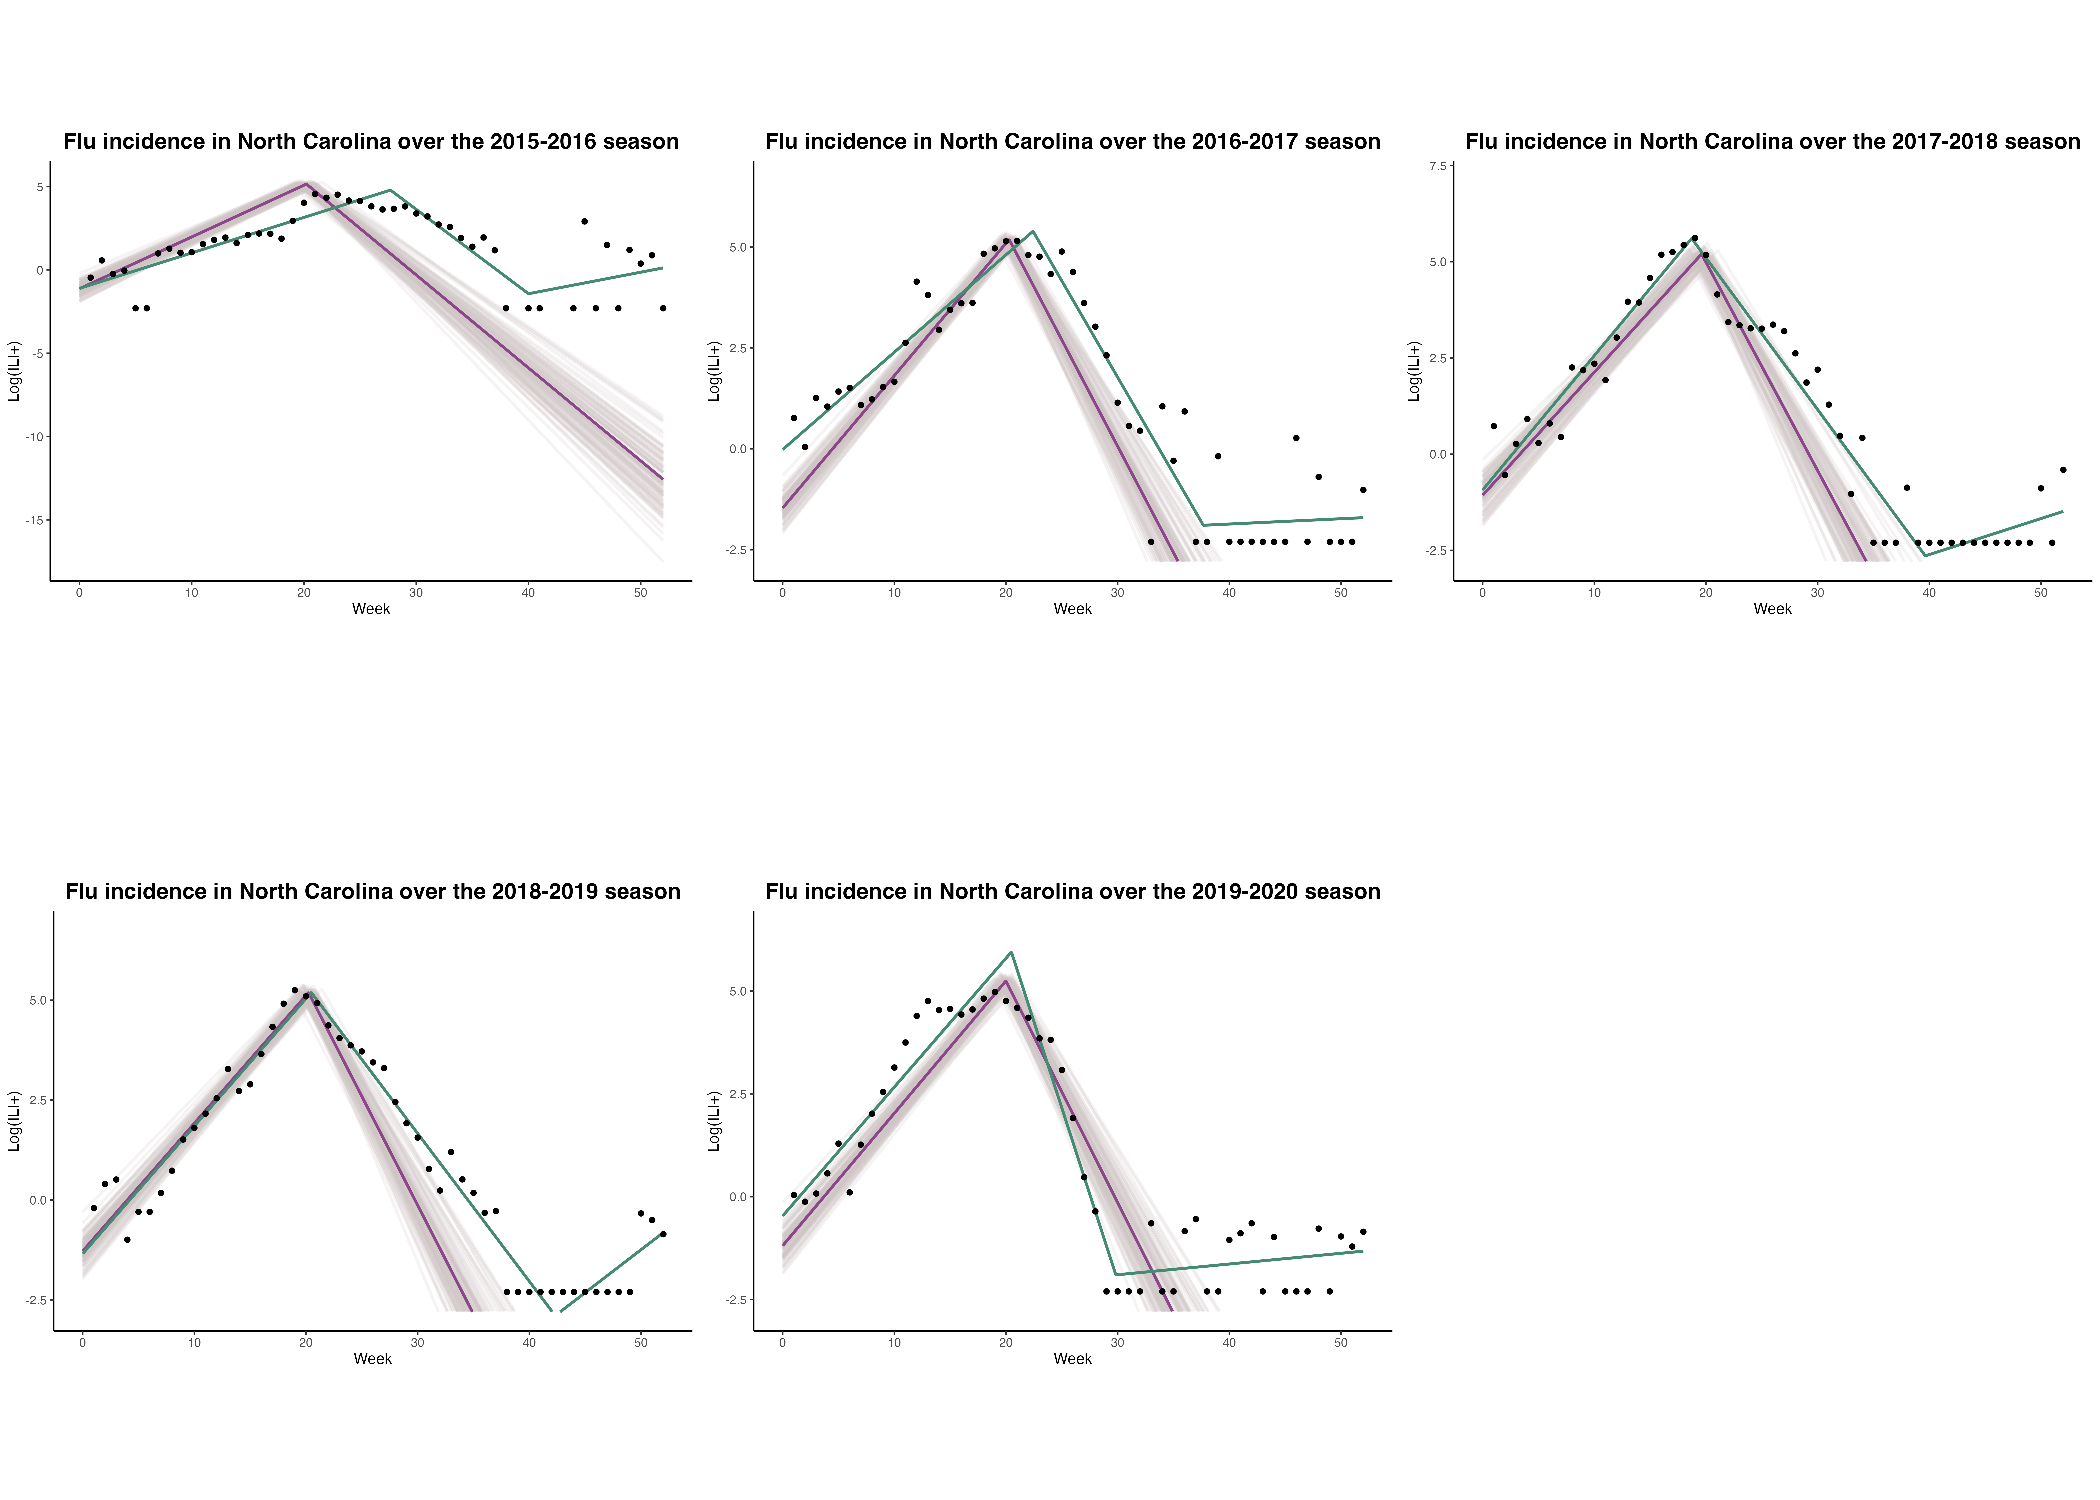 Flu incidence in North Carolina over the 2015-2016 season
5
0
-5
-10
-15
Log(ILI+)
0 10 20 30 40 50
Week
Flu incidence in North Carolina over the 2016-2017 season
5.0
2.5
0.0
-2.5
Log(ILI+)
0 10 20 30 40 50
Week
Flu incidence in North Carolina over the 2017-2018 season
7.5
5.0
2.5
0.0
-2.5
Log(ILI+)
0 10 20 30 40 50
Week
Flu incidence in North Carolina over the 2018-2019 season
5.0
2.5
0.0
-2.5
Log(ILI+)
0 10 20 30 40 50
Week
Flu incidence in North Carolina over the 2019-2020 season
5.0
2.5
0.0
-2.5
Log(ILI+)
0 10 20 30 40 50
Week